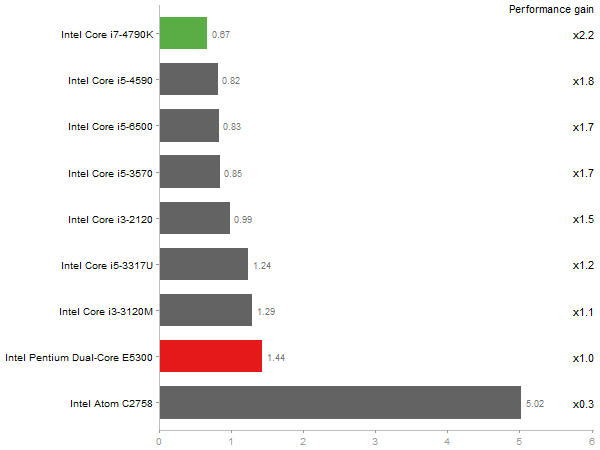 Performance gain
Intel Core i7-4790K 0.67 x2.2
Intel Core i5-4590 0.82 x1.8
Intel Core i5-6500 0.83 x1.7
Intel Core i5-3570 0.85 x1.7
Intel Core i3-2120 0.99 x1.5
Intel Core i5-3317U 1.24 x1.2
Intel Core i3-3120M 1.29 x1.1
Intel Pentium Dual-Core E5300 1.44 x1.0
Intel Atom C2758 5.02 x0.3
0 1 2 3 4 5 6